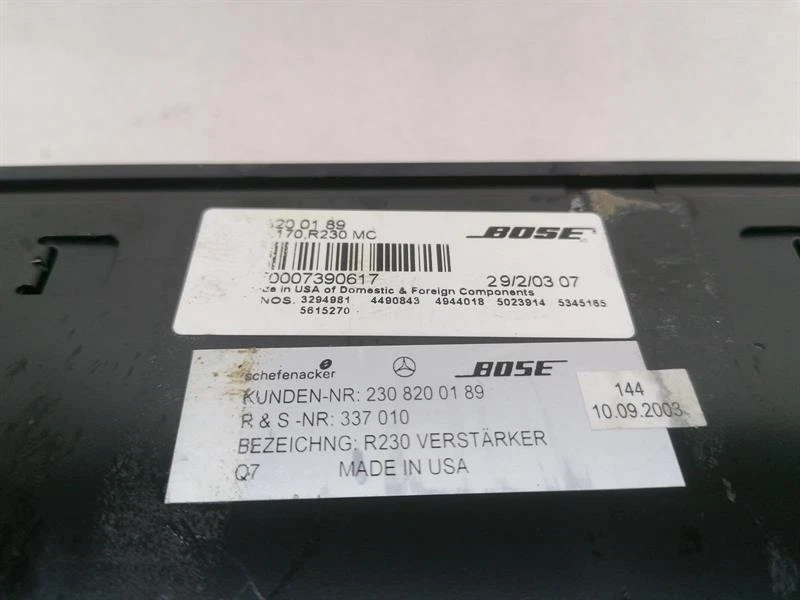 820 01 89
170,R230 MC
BOSE
0007390617
29/2/03 07
in USA of Domestic & Foreign Components
NOS. 3294981 4490843 4944018 5023914 5345165
5615270
schefenacker
BOSE
KUNDEN-NR: 230 820 01 89
R & S -NR: 337 010
BEZEICHNG: R230 VERSTÄRKER
Q7 MADE IN USA
144
10.09.2003